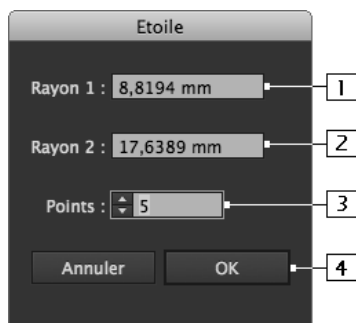 Etoile
Rayon 1 : 8,8194 mm 1
Rayon 2 : 17,6389 mm 2
Points : 5 3
Annuler OK 4